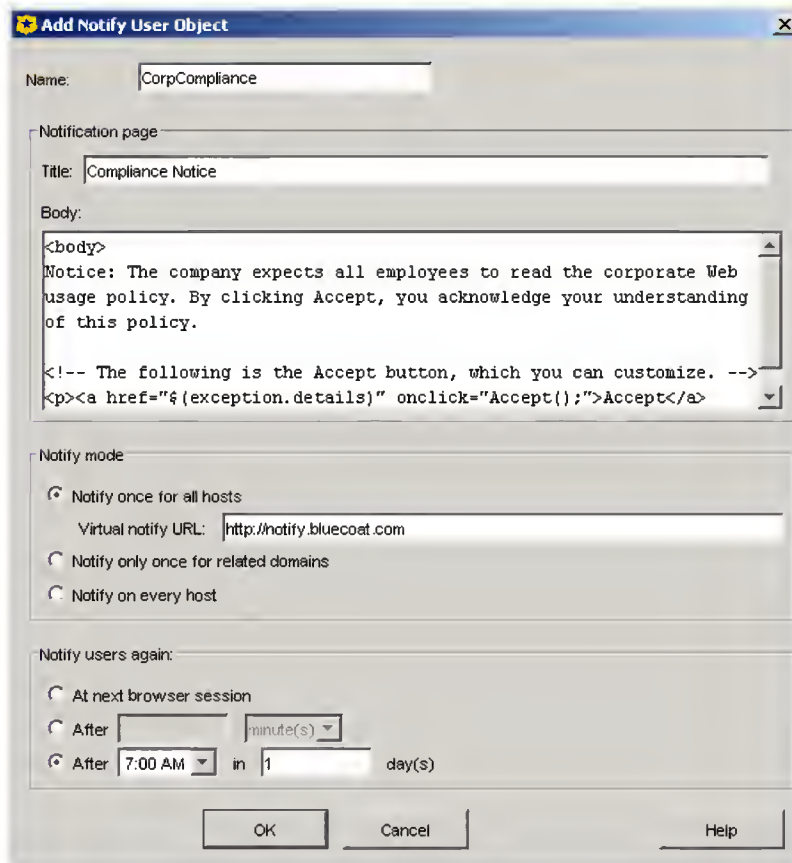 Add Notify User Object
Name: CorpCompliance
Notification page
Title: Compliance Notice
Body:
<body>
Notice: The company expects all employees to read the corporate Web
usage policy. By clicking Accept, you acknowledge your understanding
of this policy.
<!-- The following is the Accept button, which you can customize. -->
<p><a href="$(exception.details)" onclick="Accept();">Accept</a>
Notify mode
Notify once for all hosts
Virtual notify URL: http://notify.bluecoat.com
Notify only once for related domains
Notify on every host
Notify users again:
At next browser session
After minute(s)
After 7:00 AM in 1 day(s)
OK Cancel Help